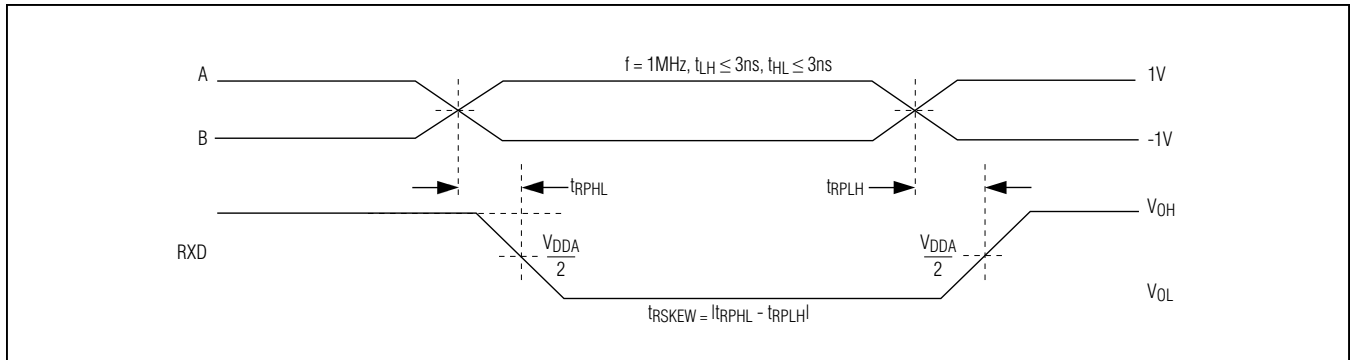 A
f = 1MHz, tLH ≤ 3ns, tHL ≤ 3ns
1V
B
-1V
tRPHL
tRPLH
VOH
RXD
VDDA
2
VDDA
2
VOL
tRSKEW = |tRPHL - tRPLH|